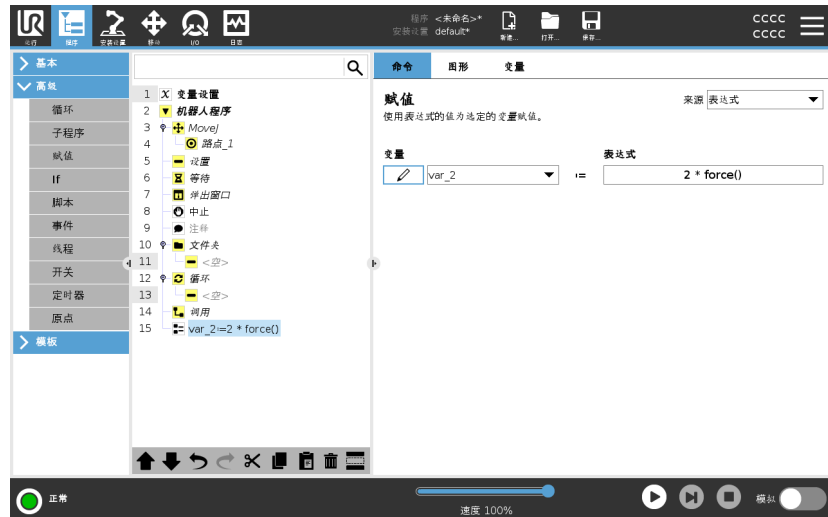 UR
运行
程序
安装设置
移动
I/O
日志
程序 <未命名>*
安装设置 default*
新建...
打开...
保存...
cccc
cccc
基本
高级
循环
子程序
赋值
If
脚本
事件
线程
开关
定时器
原点
模板
1 X 变量设置
2 机器人程序
3 MoveJ
4 路点_1
5 设置
6 等待
7 弹出窗口
8 中止
9 注释
10 文件夹
11 <空>
12 循环
13 <空>
14 调用
15 var_2≔2 * force()
命令
图形
变量
赋值
来源 表达式
使用表达式的值为选定的变量赋值。
变量
表达式
var_2 ≔ 2 * force()
正常
速度 100%
模拟